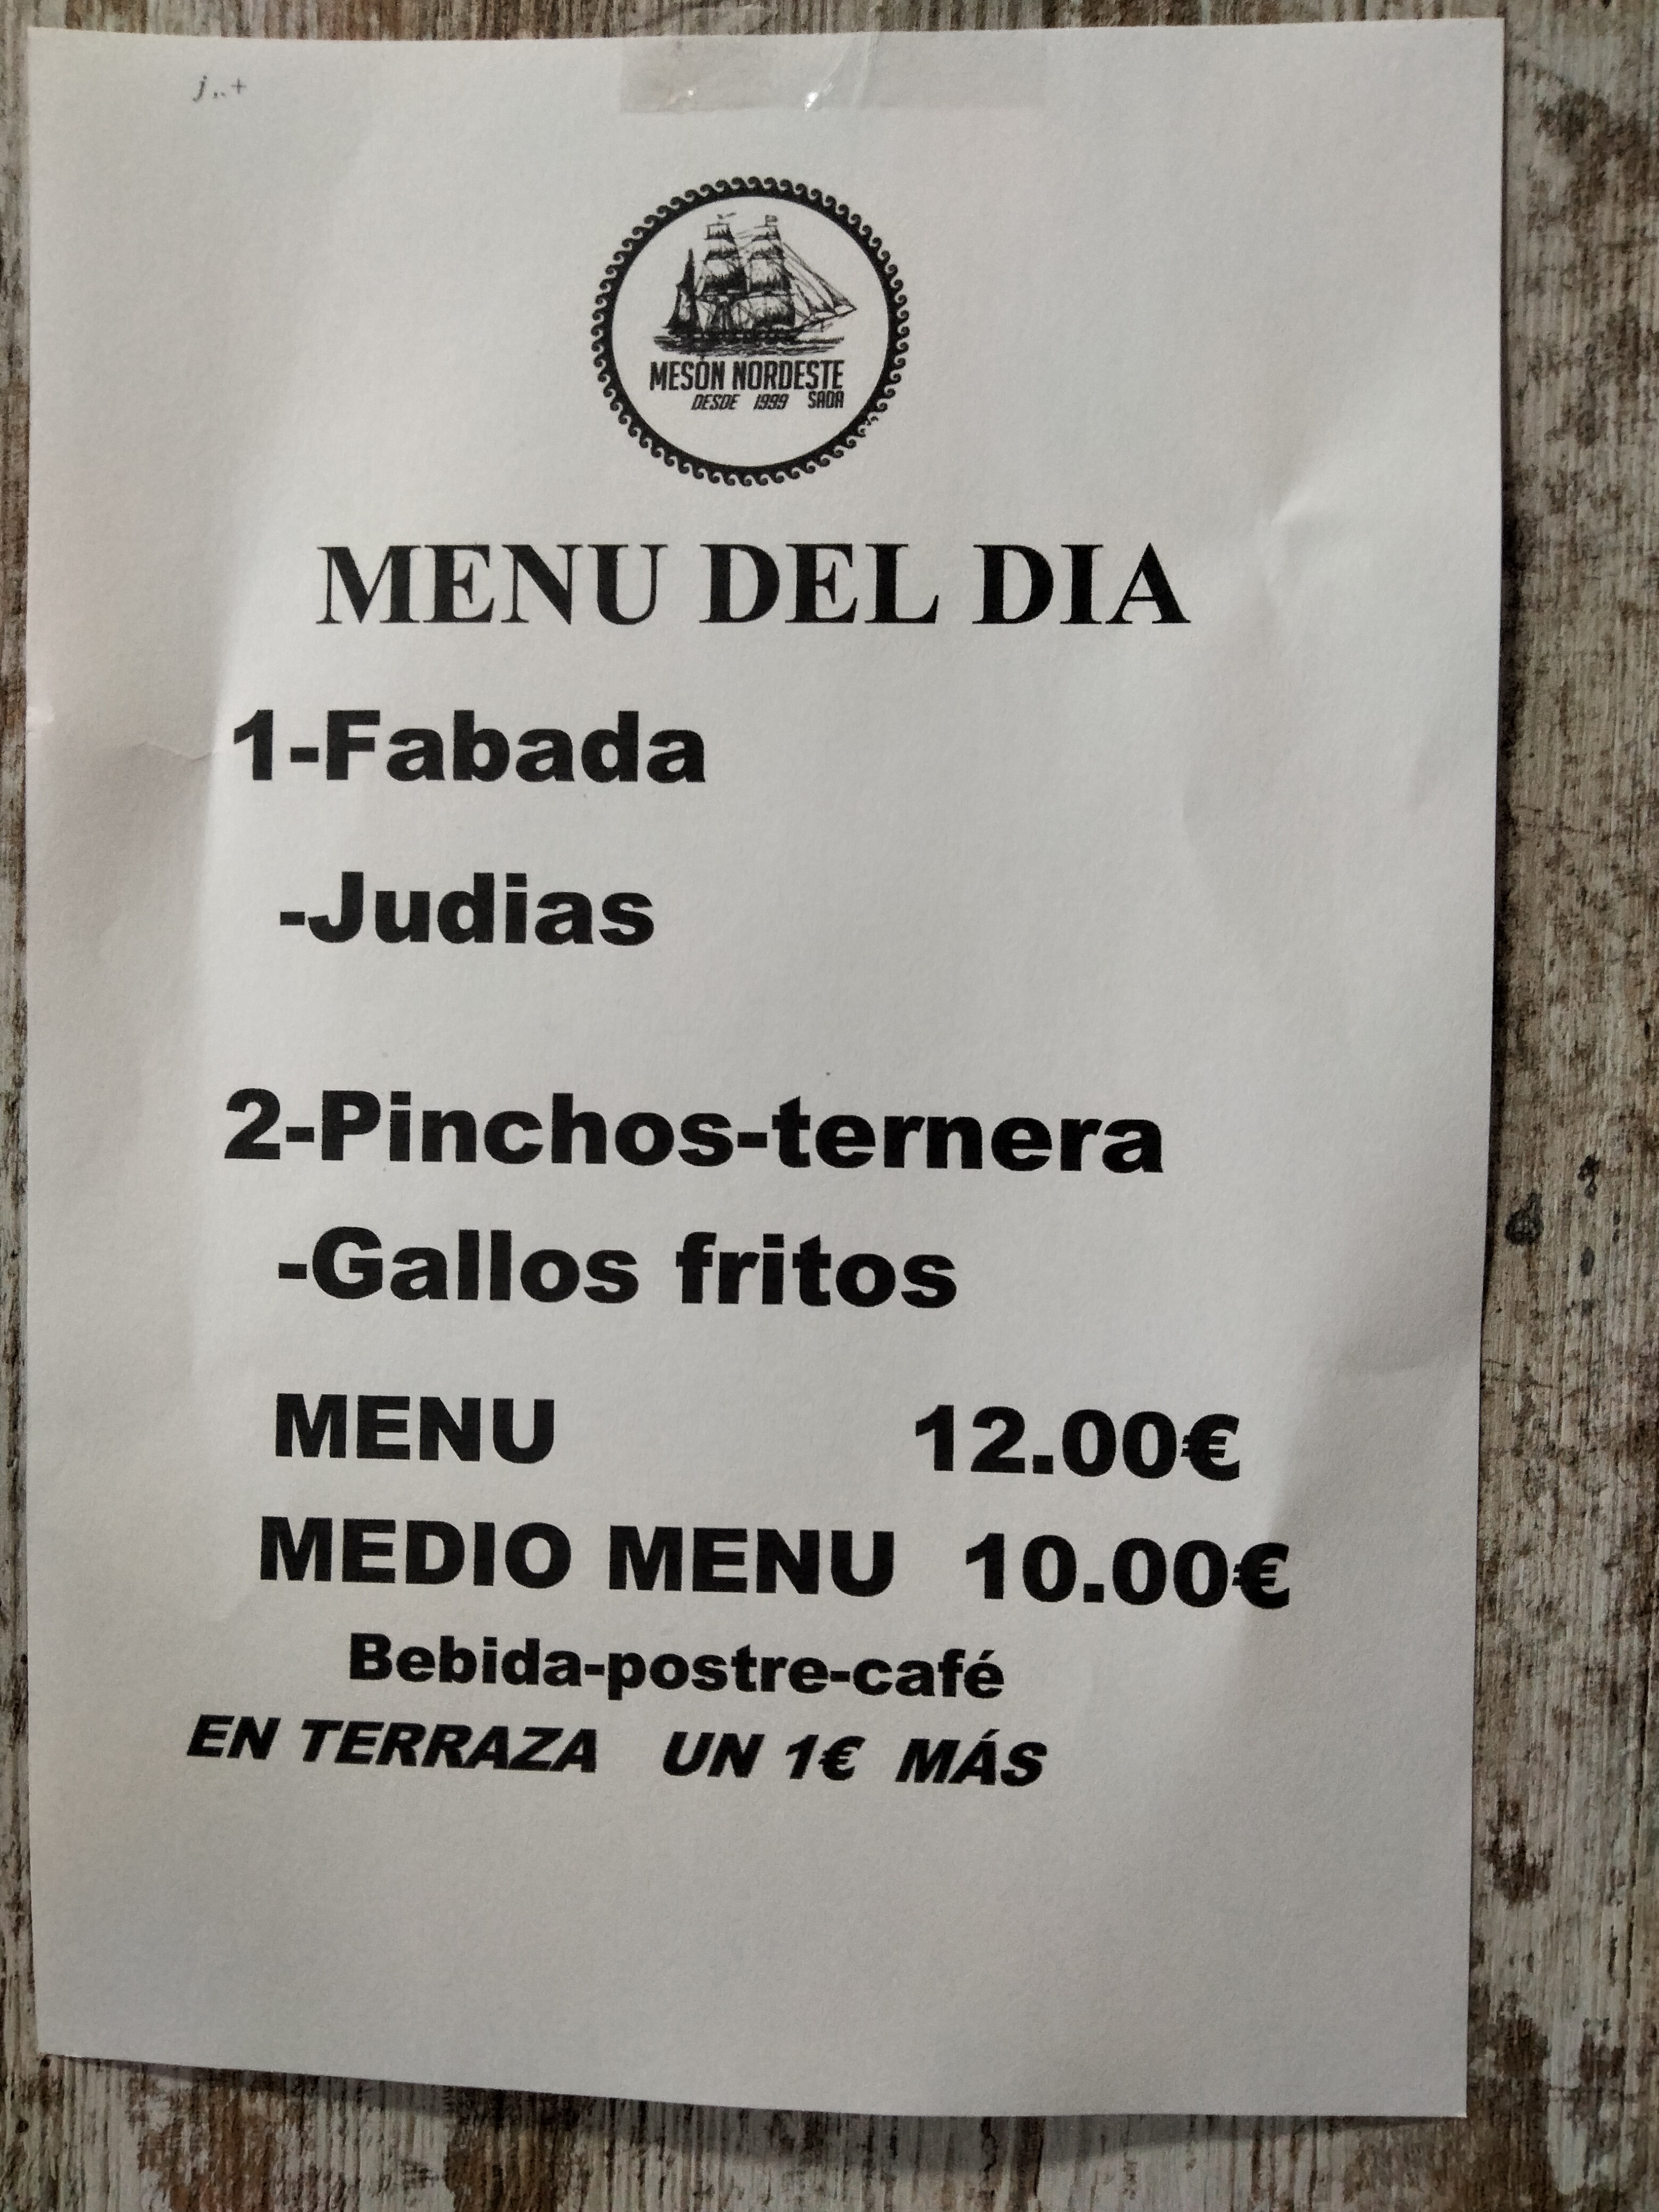 j,.+
MESÓN NORDESTE
DESDE 1999 SADA
MENU DEL DIA
1-Fabada
-Judias
2-Pinchos-ternera
-Gallos fritos
MENU 12.00€
MEDIO MENU 10.00€
Bebida-postre-café
EN TERRAZA UN 1€ MÁS